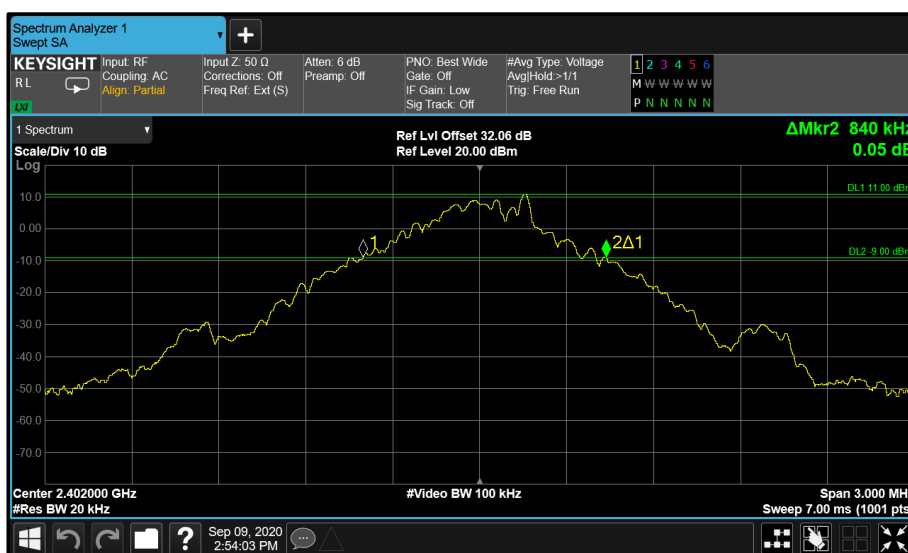 Spectrum Analyzer 1
Swept SA
+
KEYSIGHT
RL
LXI
Input: RF
Coupling: AC
Align: Partial
Input Z: 50 Ω
Corrections: Off
Freq Ref: Ext (S)
Atten: 6 dB
Preamp: Off
PNO: Best Wide
Gate: Off
IF Gain: Low
Sig Track: Off
#Avg Type: Voltage
Avg|Hold:>1/1
Trig: Free Run
1 2 3 4 5 6
M W W W W W
P N N N N N
1 Spectrum
Scale/Div 10 dB
Ref Lvl Offset 32.06 dB
Ref Level 20.00 dBm
ΔMkr2 840 kHz
0.05 dB
Log
10.0
0.00
-10.0
-20.0
-30.0
-40.0
-50.0
-60.0
-70.0
DL1 11.00 dBm
DL2 -9.00 dBm
1
2Δ1
Center 2.402000 GHz
#Res BW 20 kHz
#Video BW 100 kHz
Span 3.000 MH
Sweep 7.00 ms (1001 pts
?
Sep 09, 2020
2:54:03 PM